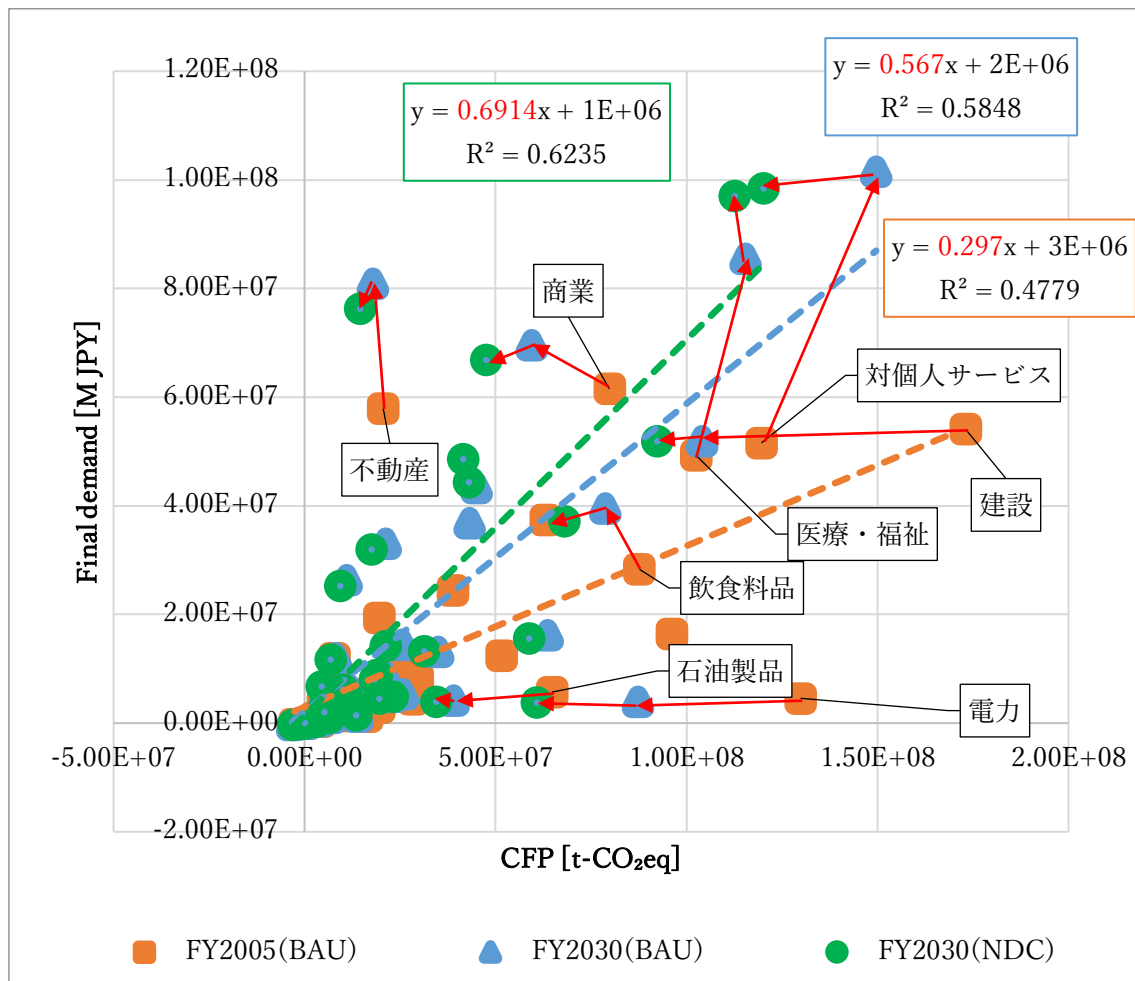 y = 0.567x + 2E+06
R² = 0.5848
y = 0.6914x + 1E+06
R² = 0.6235
y = 0.297x + 3E+06
R² = 0.4779
1.20E+08
1.00E+08
8.00E+07
6.00E+07
4.00E+07
2.00E+07
0.00E+00
-2.00E+07
Final demand [M JPY]
商業
対個人サービス
不動産
建設
医療・福祉
飲食料品
石油製品
電力
-5.00E+07
0.00E+00
5.00E+07
1.00E+08
1.50E+08
2.00E+08
CFP [t-CO₂eq]
FY2005(BAU)
FY2030(BAU)
FY2030(NDC)